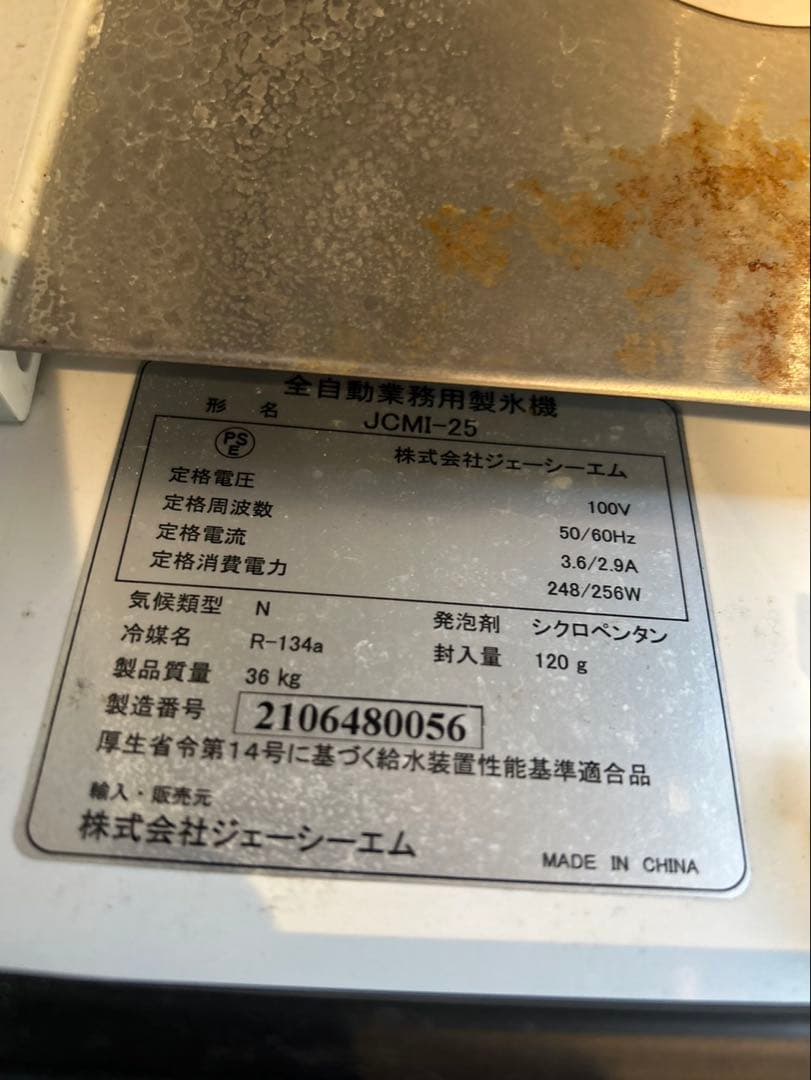 全自動業務用製氷機
形 名 JCMI-25
PSE 株式会社ジェーシーエム
定格電圧 100V
定格周波数 50/60Hz
定格電流 3.6/2.9A
定格消費電力 248/256W
気候類型 N 発泡剤 シクロペンタン
冷媒名 R-134a 封入量 120 g
製品質量 36 kg
製造番号 2106480056
厚生省令第14号に基づく給水装置性能基準適合品
輸入・販売元
株式会社ジェーシーエム MADE IN CHINA